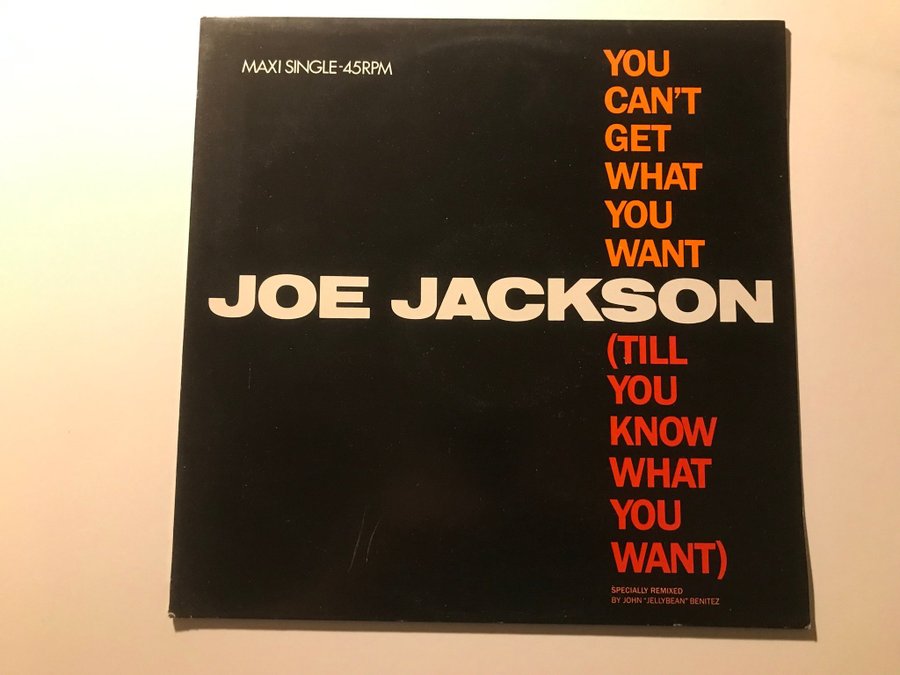 MAXI SINGLE-45RPM
YOU
CAN'T
GET
WHAT
YOU
WANT
JOE JACKSON
(TILL
YOU
KNOW
WHAT
YOU
WANT)
SPECIALLY REMIXED
BY JOHN "JELLYBEAN" BENITEZ